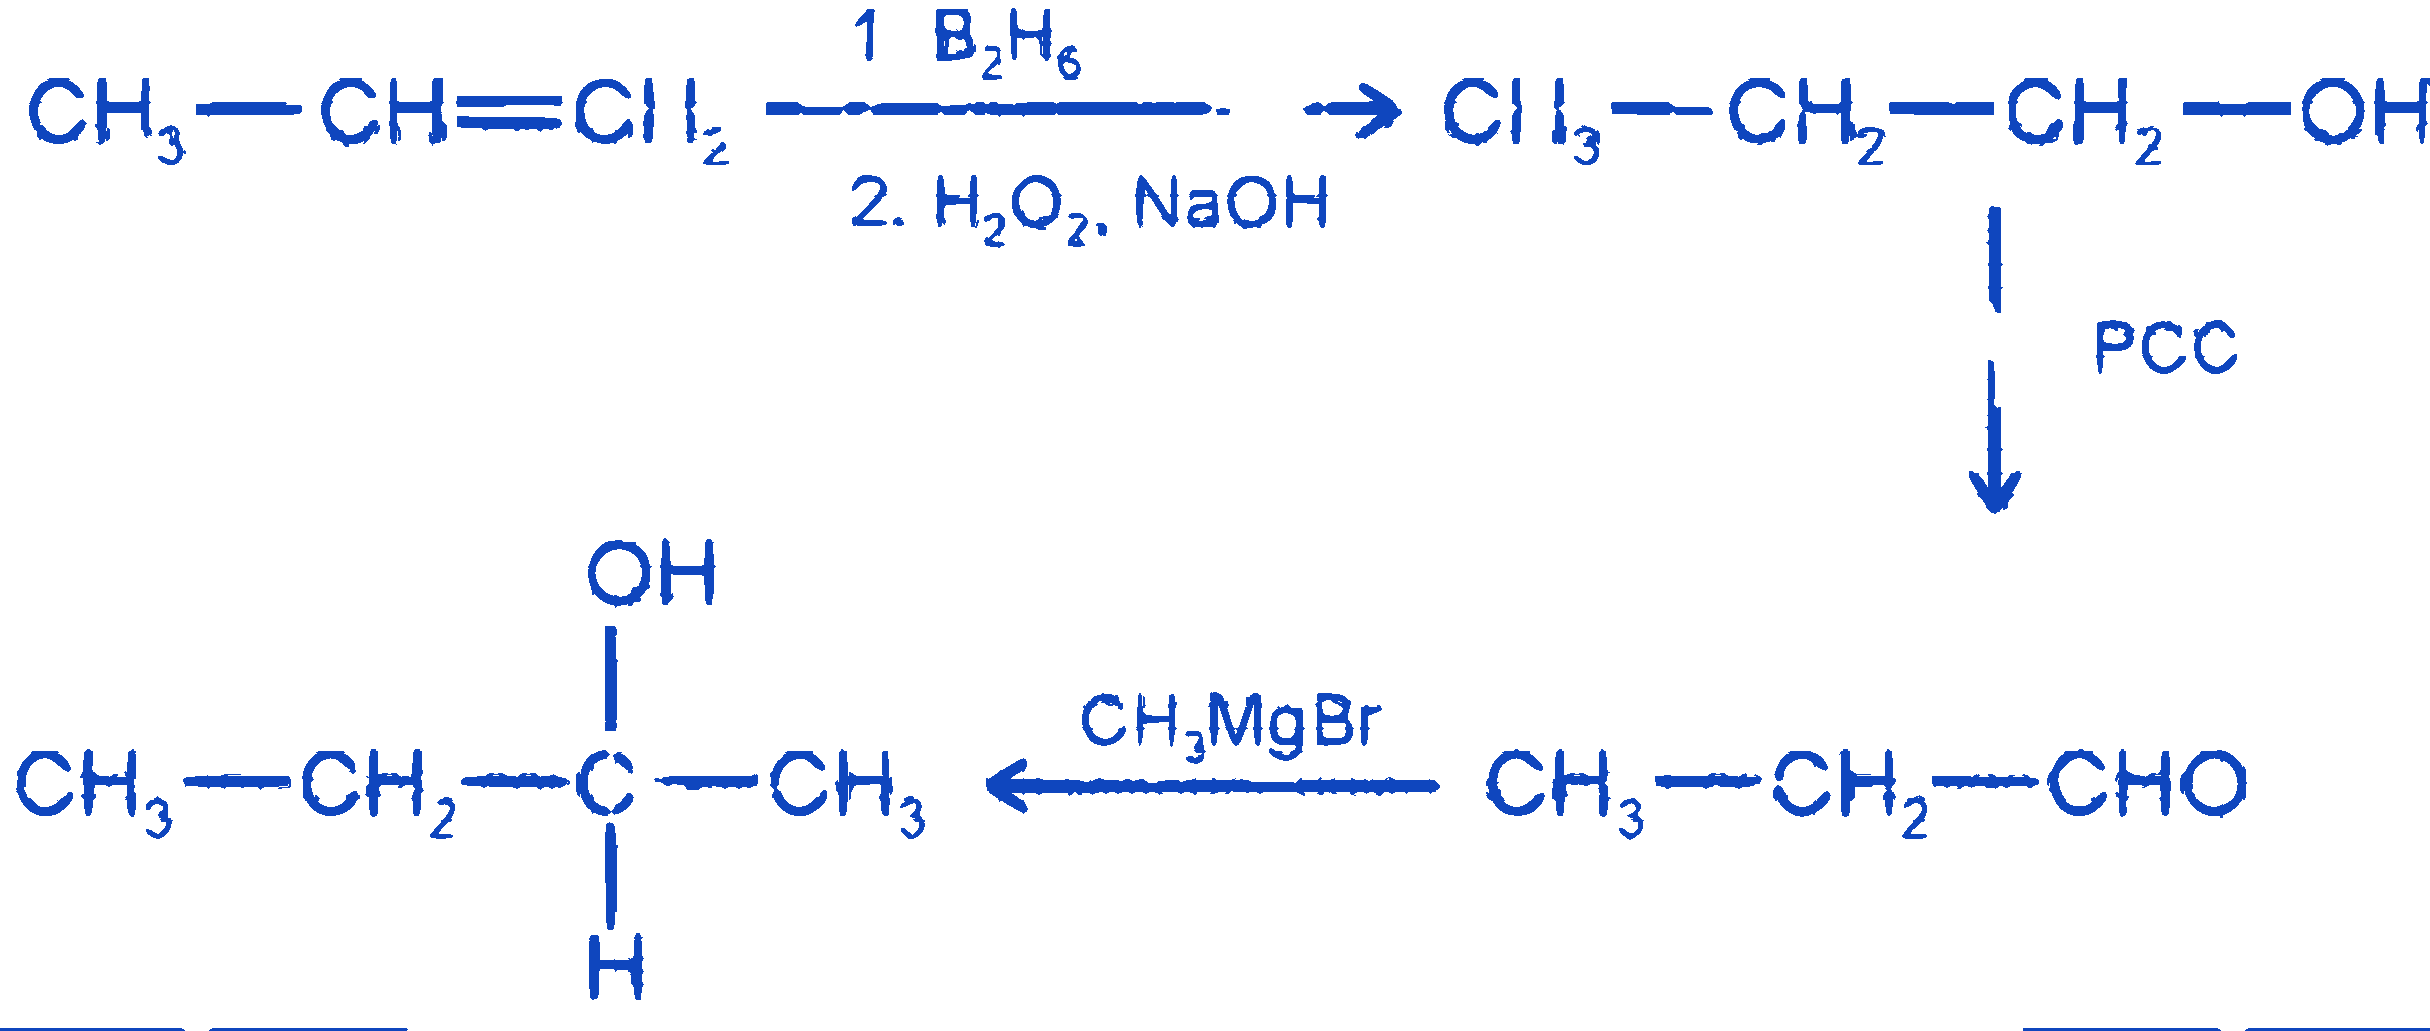 1 B₂H₆
CH₃—CH=CH₂ → CH₃—CH₂—CH₂—OH
2. H₂O₂. NaOH
PCC
OH
CH₃MgBr
CH₃—CH₂—C—CH₃ ← CH₃—CH₂—CHO
H